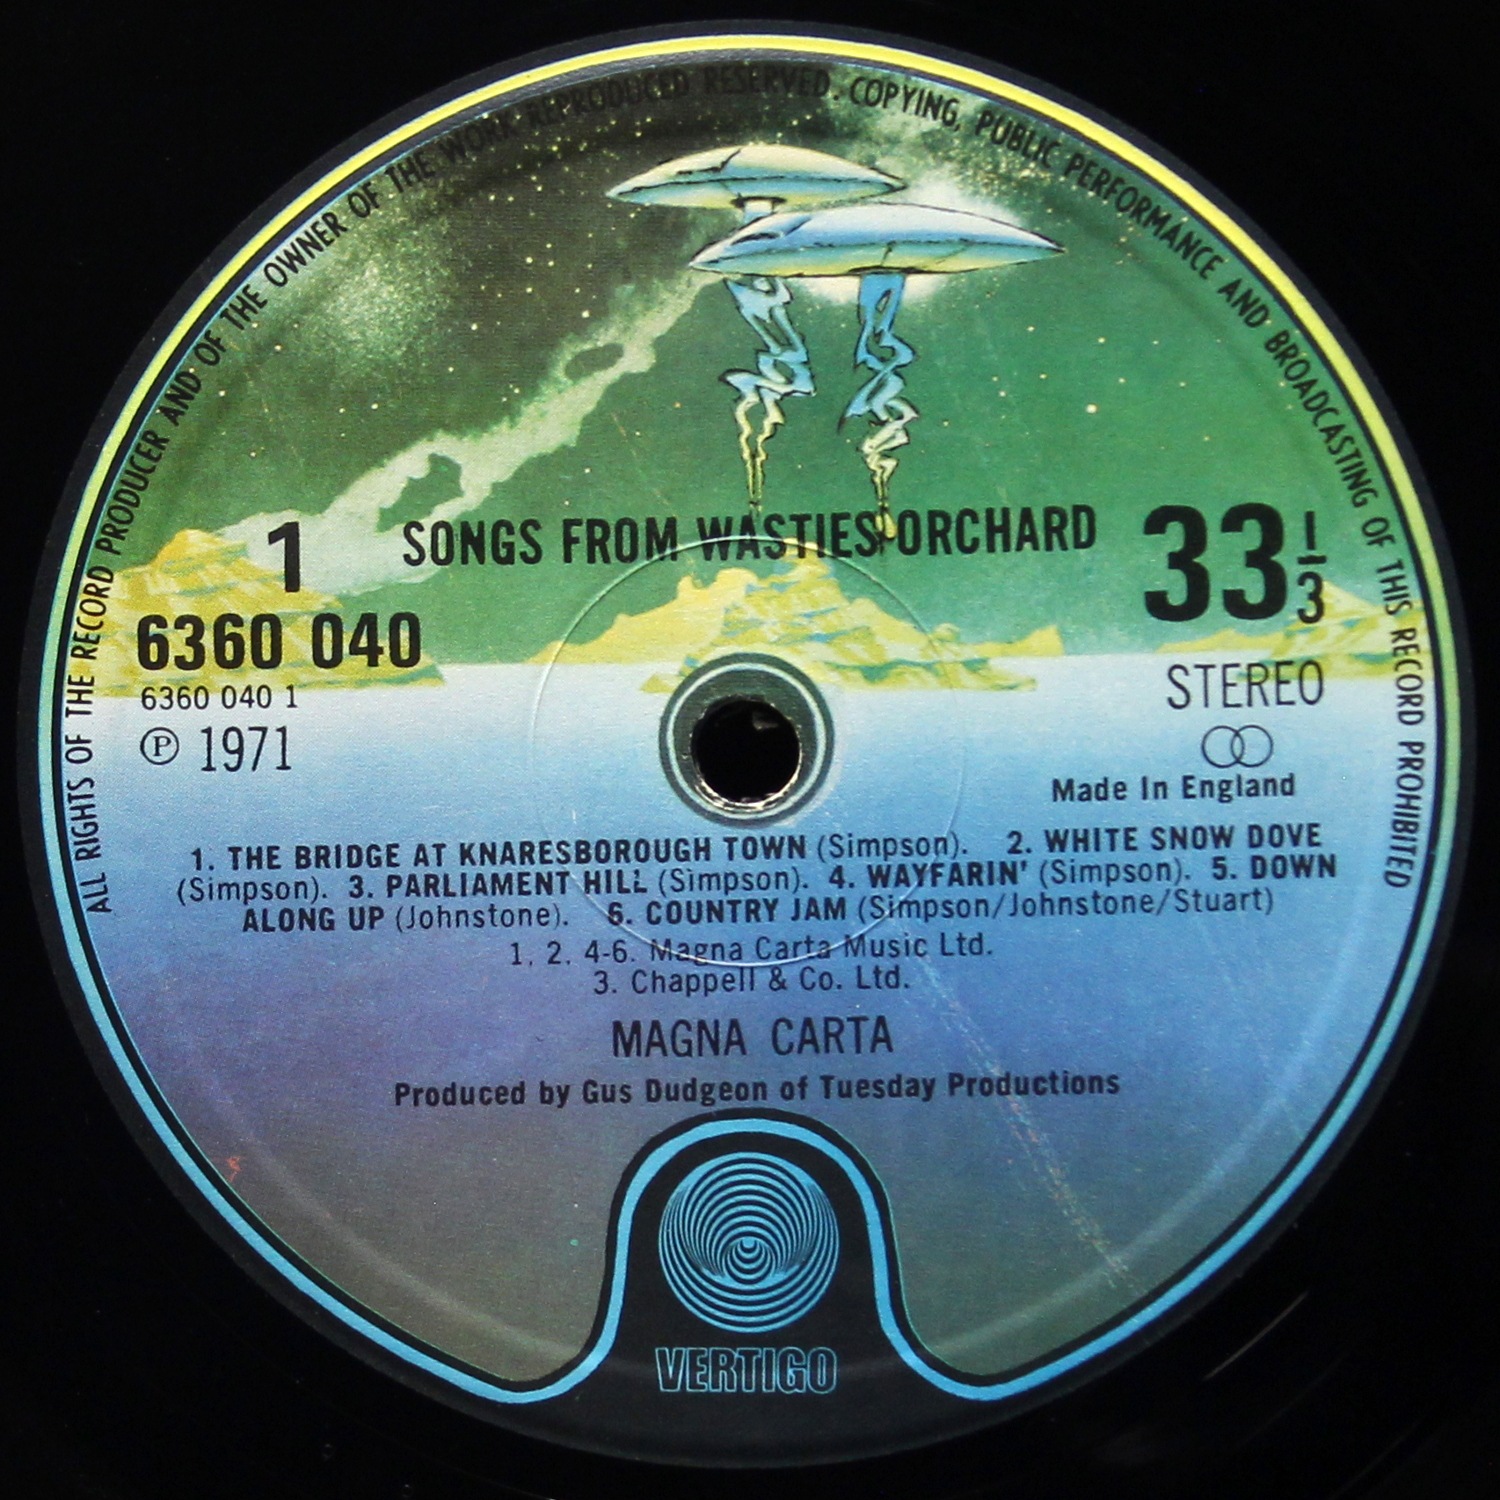 ALL RIGHTS OF THE RECORD PRODUCER AND OF THE OWNER OF THE WORK REPRODUCED RESERVED. COPYING, PUBLIC PERFORMANCE AND BROADCASTING OF THIS RECORD PROHIBITED
1 SONGS FROM WASTIES ORCHARD 33 1/3
6360 040
6360 040 1 STEREO
Ⓟ 1971
Made In England
1. THE BRIDGE AT KNARESBOROUGH TOWN (Simpson). 2. WHITE SNOW DOVE
(Simpson). 3. PARLIAMENT HILL (Simpson). 4. WAYFARIN' (Simpson). 5. DOWN
ALONG UP (Johnstone). 6. COUNTRY JAM (Simpson/Johnstone/Stuart)
1, 2, 4-6. Magna Carta Music Ltd.
3. Chappell & Co. Ltd.
MAGNA CARTA
Produced by Gus Dudgeon of Tuesday Productions
VERTIGO